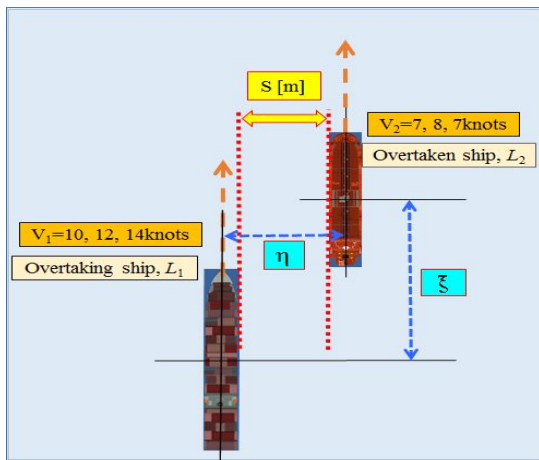 S [m]
V₂=7, 8, 7knots
Overtaken ship, L₂
V₁=10, 12, 14knots
Overtaking ship, L₁
η
ξ